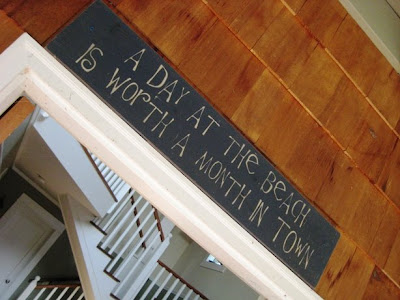 A DAY AT THE BEACH
IS WORTH A MONTH IN TOWN